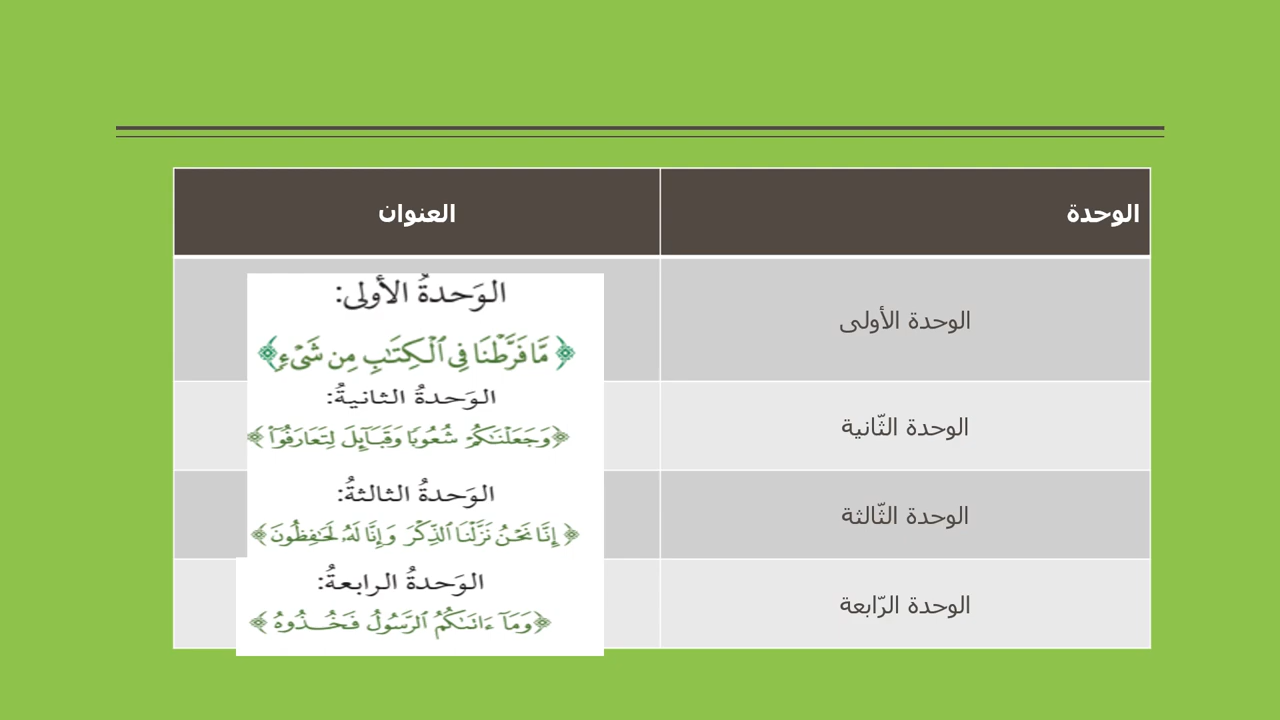 الوحدة
العنوان
الوحدة الأولى
الوَحدةُ الأولى:
﴿مَّا فَرَّطْنَا فِي ٱلْكِتَٰبِ مِن شَىْءٍ﴾
الوحدة الثّانية
الوَحدةُ الثانيةُ:
﴿وَجَعَلْنَٰكُمْ شُعُوبًا وَقَبَآئِلَ لِتَعَارَفُوٓا۟﴾
الوحدة الثّالثة
الوَحدةُ الثالثةُ:
﴿إِنَّا نَحْنُ نَزَّلْنَا ٱلذِّكْرَ وَإِنَّا لَهُۥ لَحَٰفِظُونَ﴾
الوحدة الرّابعة
الوَحدةُ الرابعةُ:
﴿وَمَآ ءَاتَىٰكُمُ ٱلرَّسُولُ فَخُذُوهُ﴾